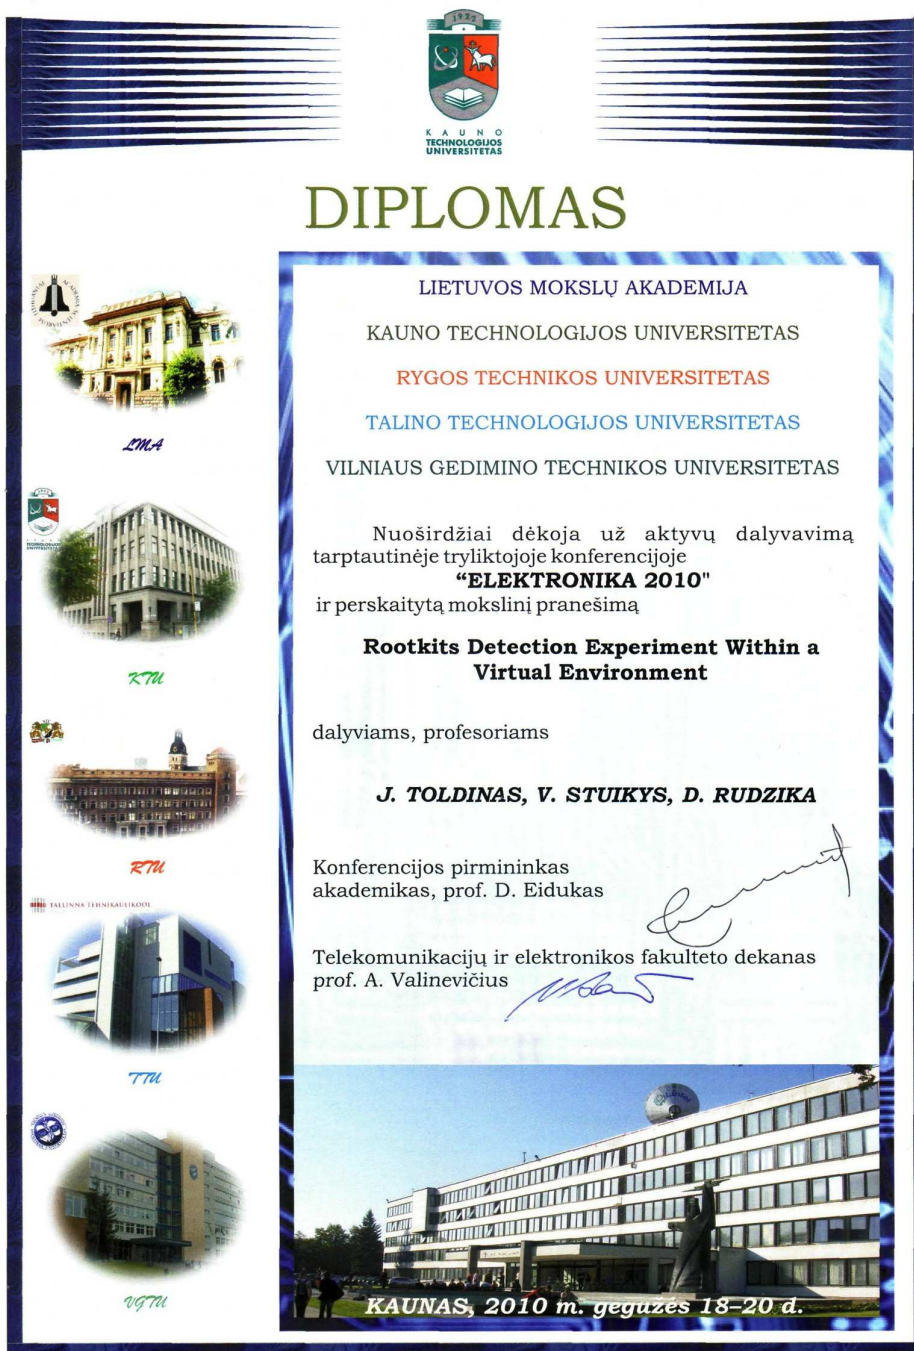 1922
KAUNO
TECHNOLOGIJOS
UNIVERSITETAS
DIPLOMAS
LIETUVOS MOKSLŲ AKADEMIJA
KAUNO TECHNOLOGIJOS UNIVERSITETAS
RYGOS TECHNIKOS UNIVERSITETAS
TALINO TECHNOLOGIJOS UNIVERSITETAS
VILNIAUS GEDIMINO TECHNIKOS UNIVERSITETAS
Nuoširdžiai dėkoja už aktyvų dalyvavimą
tarptautinėje tryliktojoje konferencijoje
“ELEKTRONIKA 2010"
ir perskaitytą mokslinį pranešimą
Rootkits Detection Experiment Within a
Virtual Environment
dalyviams, profesoriams
J. TOLDINAS, V. STUIKYS, D. RUDZIKA
Konferencijos pirmininkas
akademikas, prof. D. Eidukas
Telekomunikacijų ir elektronikos fakulteto dekanas
prof. A. Valinevičius
KAUNAS, 2010 m. gegužės 18–20 d.
LMA
KTU
RTU
TALLINNA TEHNIKAÜLIKOOL
TTU
VGTU